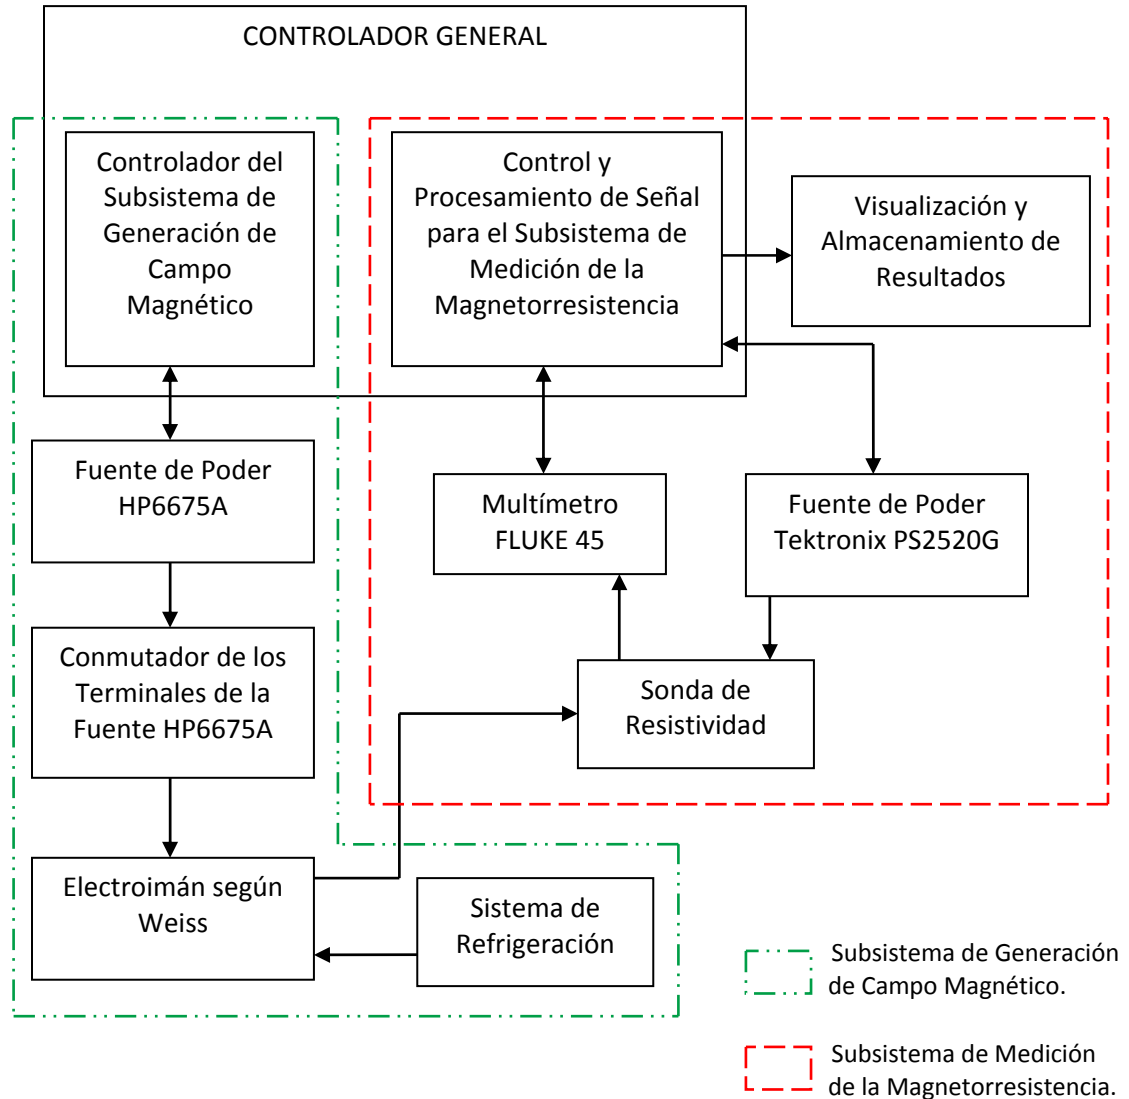 CONTROLADOR GENERAL
Controlador del
Subsistema de
Generación de
Campo
Magnético
Control y
Procesamiento de Señal
para el Subsistema de
Medición de la
Magnetorresistencia
Visualización y
Almacenamiento de
Resultados
Fuente de Poder
HP6675A
Multímetro
FLUKE 45
Fuente de Poder
Tektronix PS2520G
Conmutador de los
Terminales de la
Fuente HP6675A
Sonda de
Resistividad
Electroimán según
Weiss
Sistema de
Refrigeración
Subsistema de Generación
de Campo Magnético.
Subsistema de Medición
de la Magnetorresistencia.